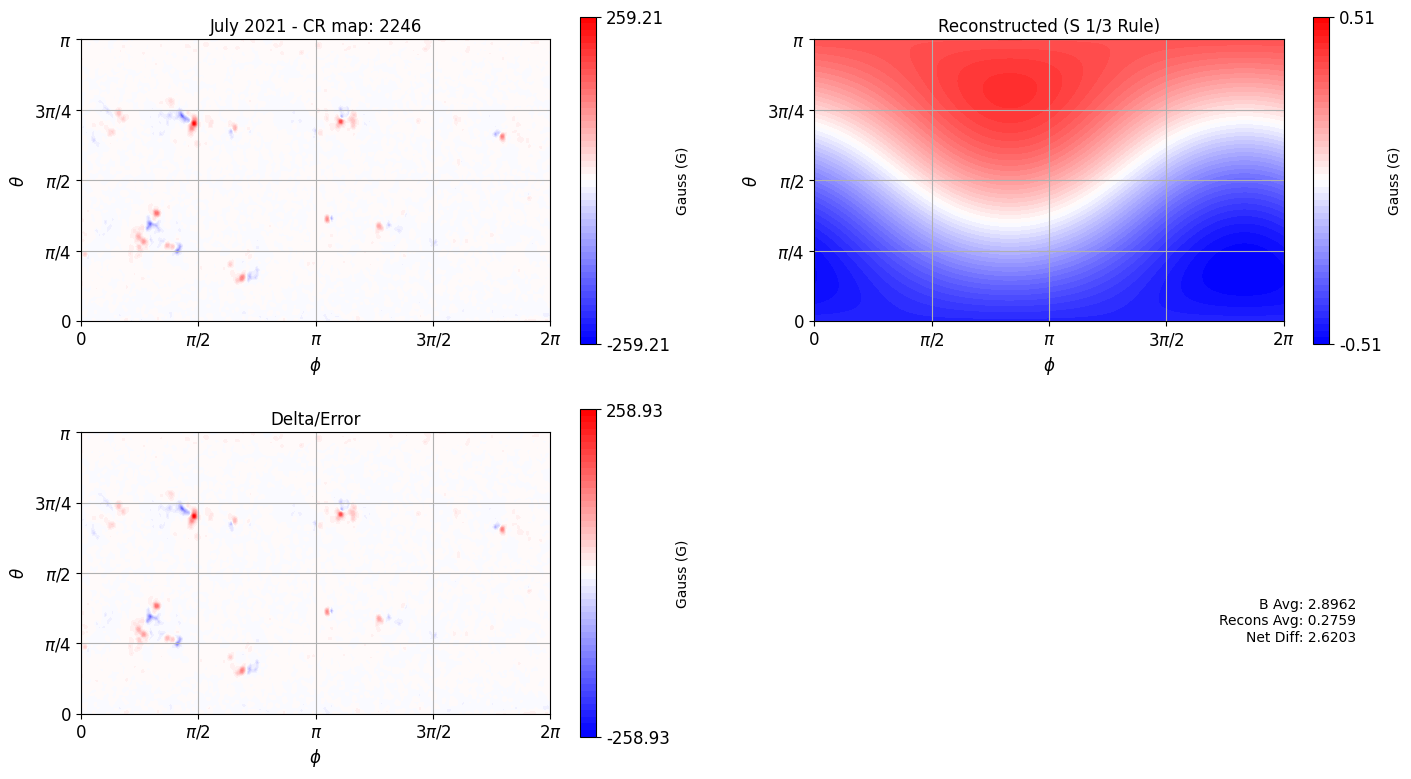 July 2021 - CR map: 2246
π
3π/4
π/2
π/4
0
θ
0
π/2
π
3π/2
2π
ϕ
259.21
-259.21
Gauss (G)
Reconstructed (S 1/3 Rule)
π
3π/4
π/2
π/4
0
θ
0
π/2
π
3π/2
2π
ϕ
0.51
-0.51
Gauss (G)
Delta/Error
π
3π/4
π/2
π/4
0
θ
0
π/2
π
3π/2
2π
ϕ
258.93
-258.93
Gauss (G)
B Avg: 2.8962
Recons Avg: 0.2759
Net Diff: 2.6203